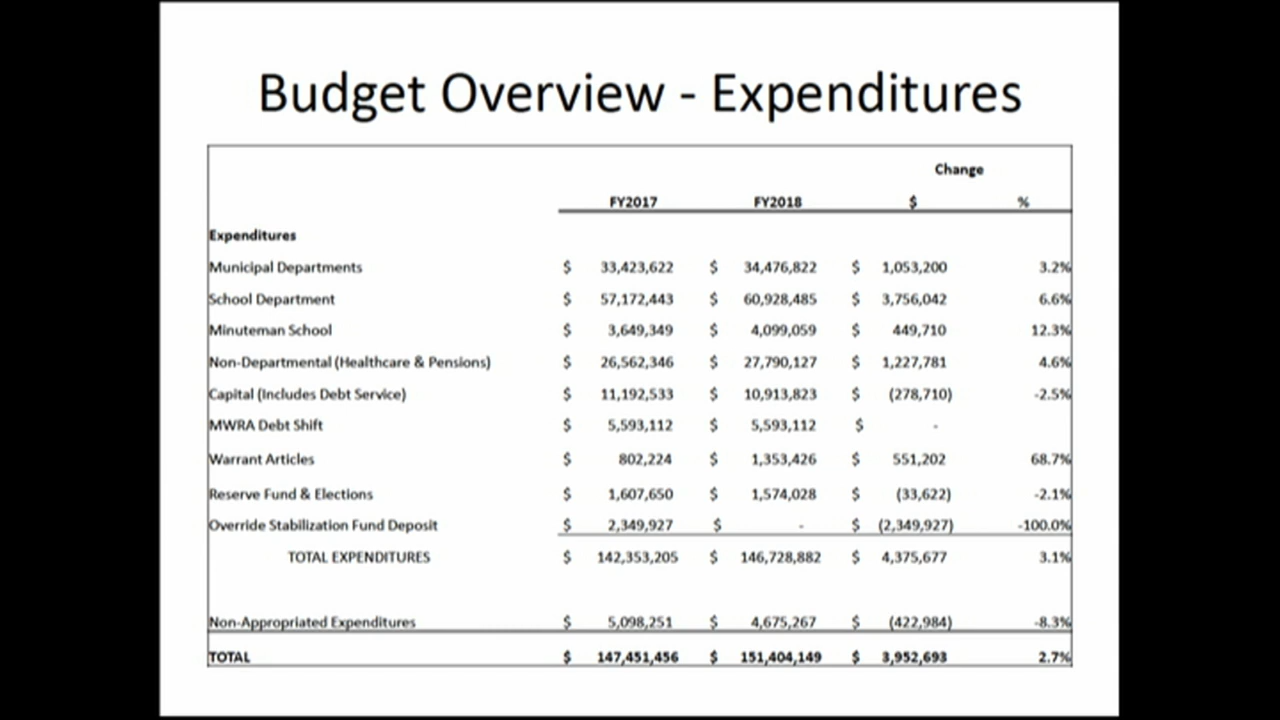 Budget Overview - Expenditures
Change
FY2017 FY2018 $ %
Expenditures
Municipal Departments $ 33,423,622 $ 34,476,822 $ 1,053,200 3.2%
School Department $ 57,172,443 $ 60,928,485 $ 3,756,042 6.6%
Minuteman School $ 3,649,349 $ 4,099,059 $ 449,710 12.3%
Non-Departmental (Healthcare & Pensions) $ 26,562,346 $ 27,790,127 $ 1,227,781 4.6%
Capital (Includes Debt Service) $ 11,192,533 $ 10,913,823 $ (278,710) -2.5%
MWRA Debt Shift $ 5,593,112 $ 5,593,112 $ -
Warrant Articles $ 802,224 $ 1,353,426 $ 551,202 68.7%
Reserve Fund & Elections $ 1,607,650 $ 1,574,028 $ (33,622) -2.1%
Override Stabilization Fund Deposit $ 2,349,927 $ - $ (2,349,927) -100.0%
TOTAL EXPENDITURES $ 142,353,205 $ 146,728,882 $ 4,375,677 3.1%
Non-Appropriated Expenditures $ 5,098,251 $ 4,675,267 $ (422,984) -8.3%
TOTAL $ 147,451,456 $ 151,404,149 $ 3,952,693 2.7%